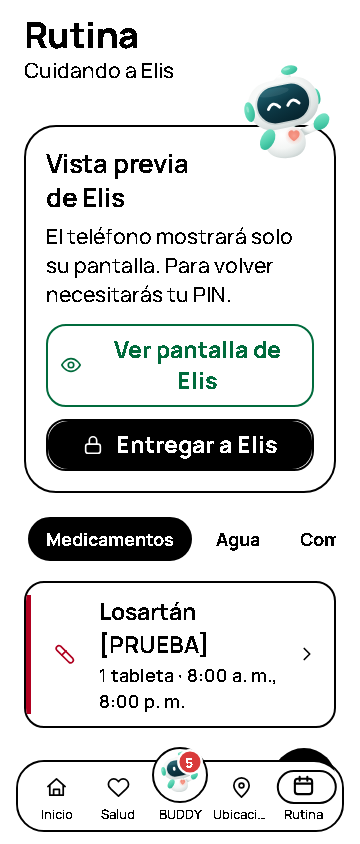 Rutina
Cuidando a Elis
Vista previa
de Elis
El teléfono mostrará solo
su pantalla. Para volver
necesitarás tu PIN.
Ver pantalla de
Elis
Entregar a Elis
Medicamentos
Agua
Com
Losartán
[PRUEBA]
1 tableta · 8:00 a. m.,
8:00 p. m.
5
Inicio
Salud
BUDDY
Ubicaci...
Rutina